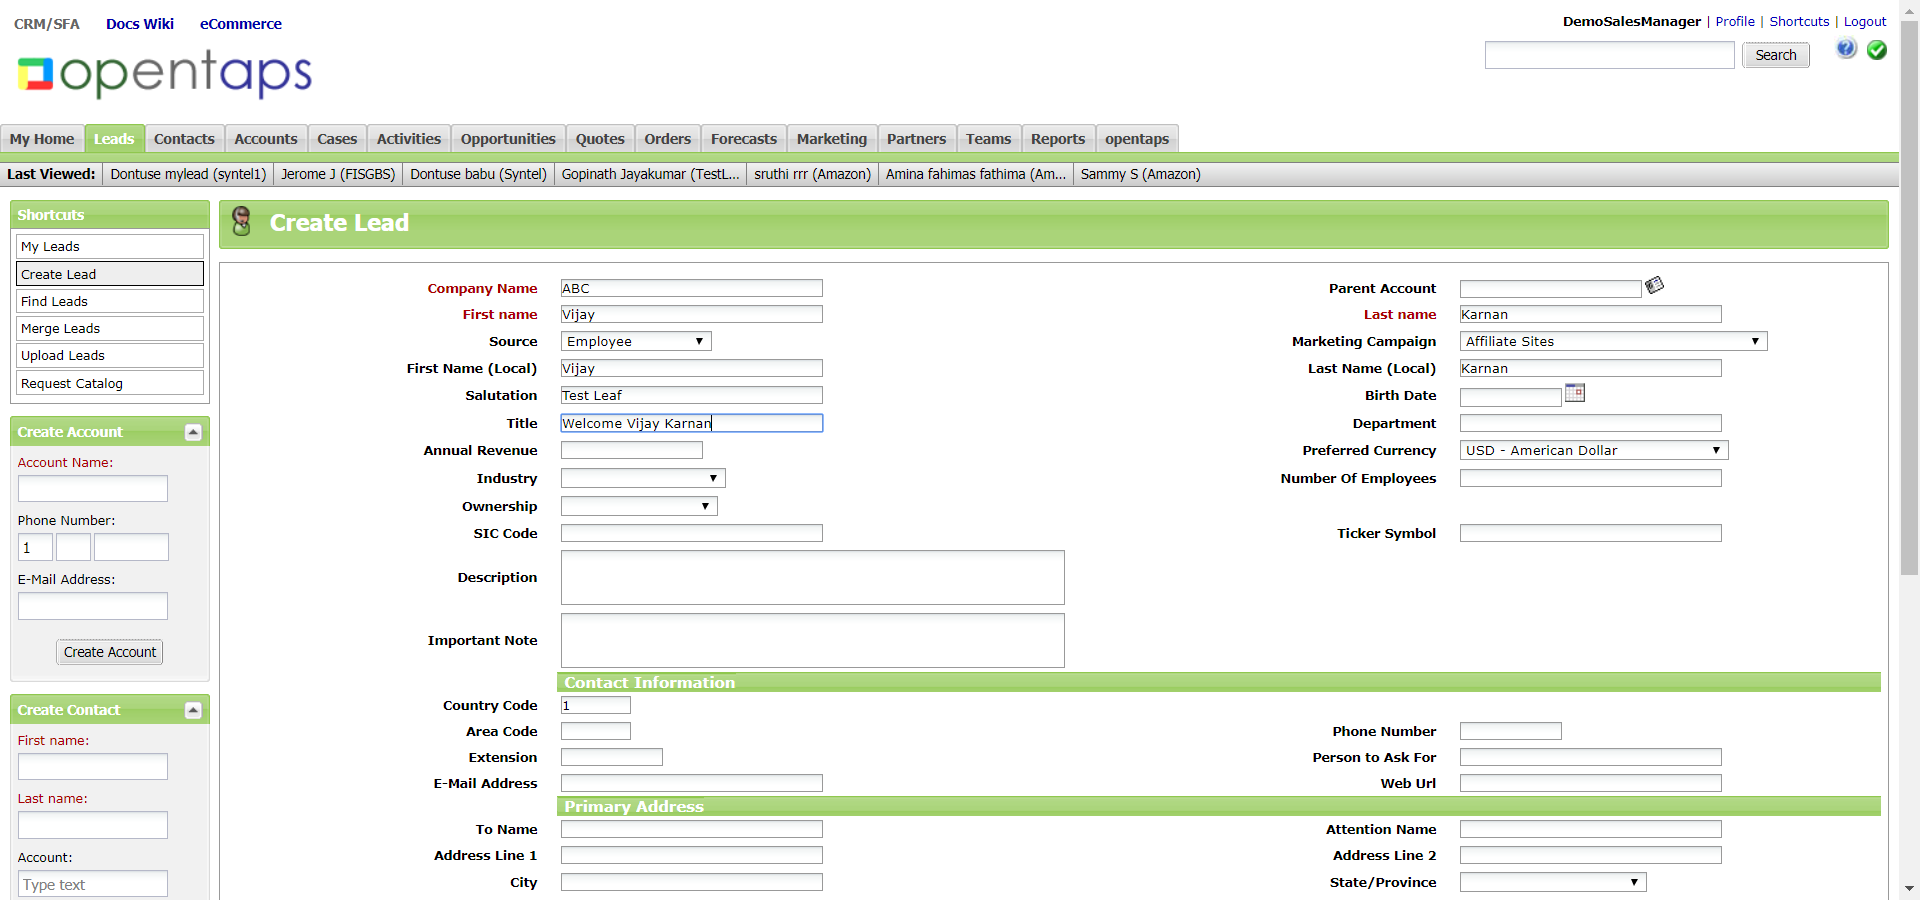 CRM/SFA Docs Wiki eCommerce
DemoSalesManager | Profile | Shortcuts | Logout
opentaps
Search
My Home Leads Contacts Accounts Cases Activities Opportunities Quotes Orders Forecasts Marketing Partners Teams Reports opentaps
Last Viewed: Dontuse mylead (syntel1) Jerome J (FISGBS) Dontuse babu (Syntel) Gopinath Jayakumar (TestL... sruthi rrr (Amazon) Amina fahimas fathima (Am... Sammy S (Amazon)
Shortcuts
My Leads
Create Lead
Find Leads
Merge Leads
Upload Leads
Request Catalog
Create Account
Account Name:
Phone Number:
1
E-Mail Address:
Create Account
Create Contact
First name:
Last name:
Account:
Type text
Create Lead
Company Name ABC Parent Account
First name Vijay Last name Karnan
Source Employee Marketing Campaign Affiliate Sites
First Name (Local) Vijay Last Name (Local) Karnan
Salutation Test Leaf Birth Date
Title Welcome Vijay Karnan Department
Annual Revenue Preferred Currency USD - American Dollar
Industry Number Of Employees
Ownership
SIC Code Ticker Symbol
Description
Important Note
Contact Information
Country Code 1
Area Code Phone Number
Extension Person to Ask For
E-Mail Address Web Url
Primary Address
To Name Attention Name
Address Line 1 Address Line 2
City State/Province